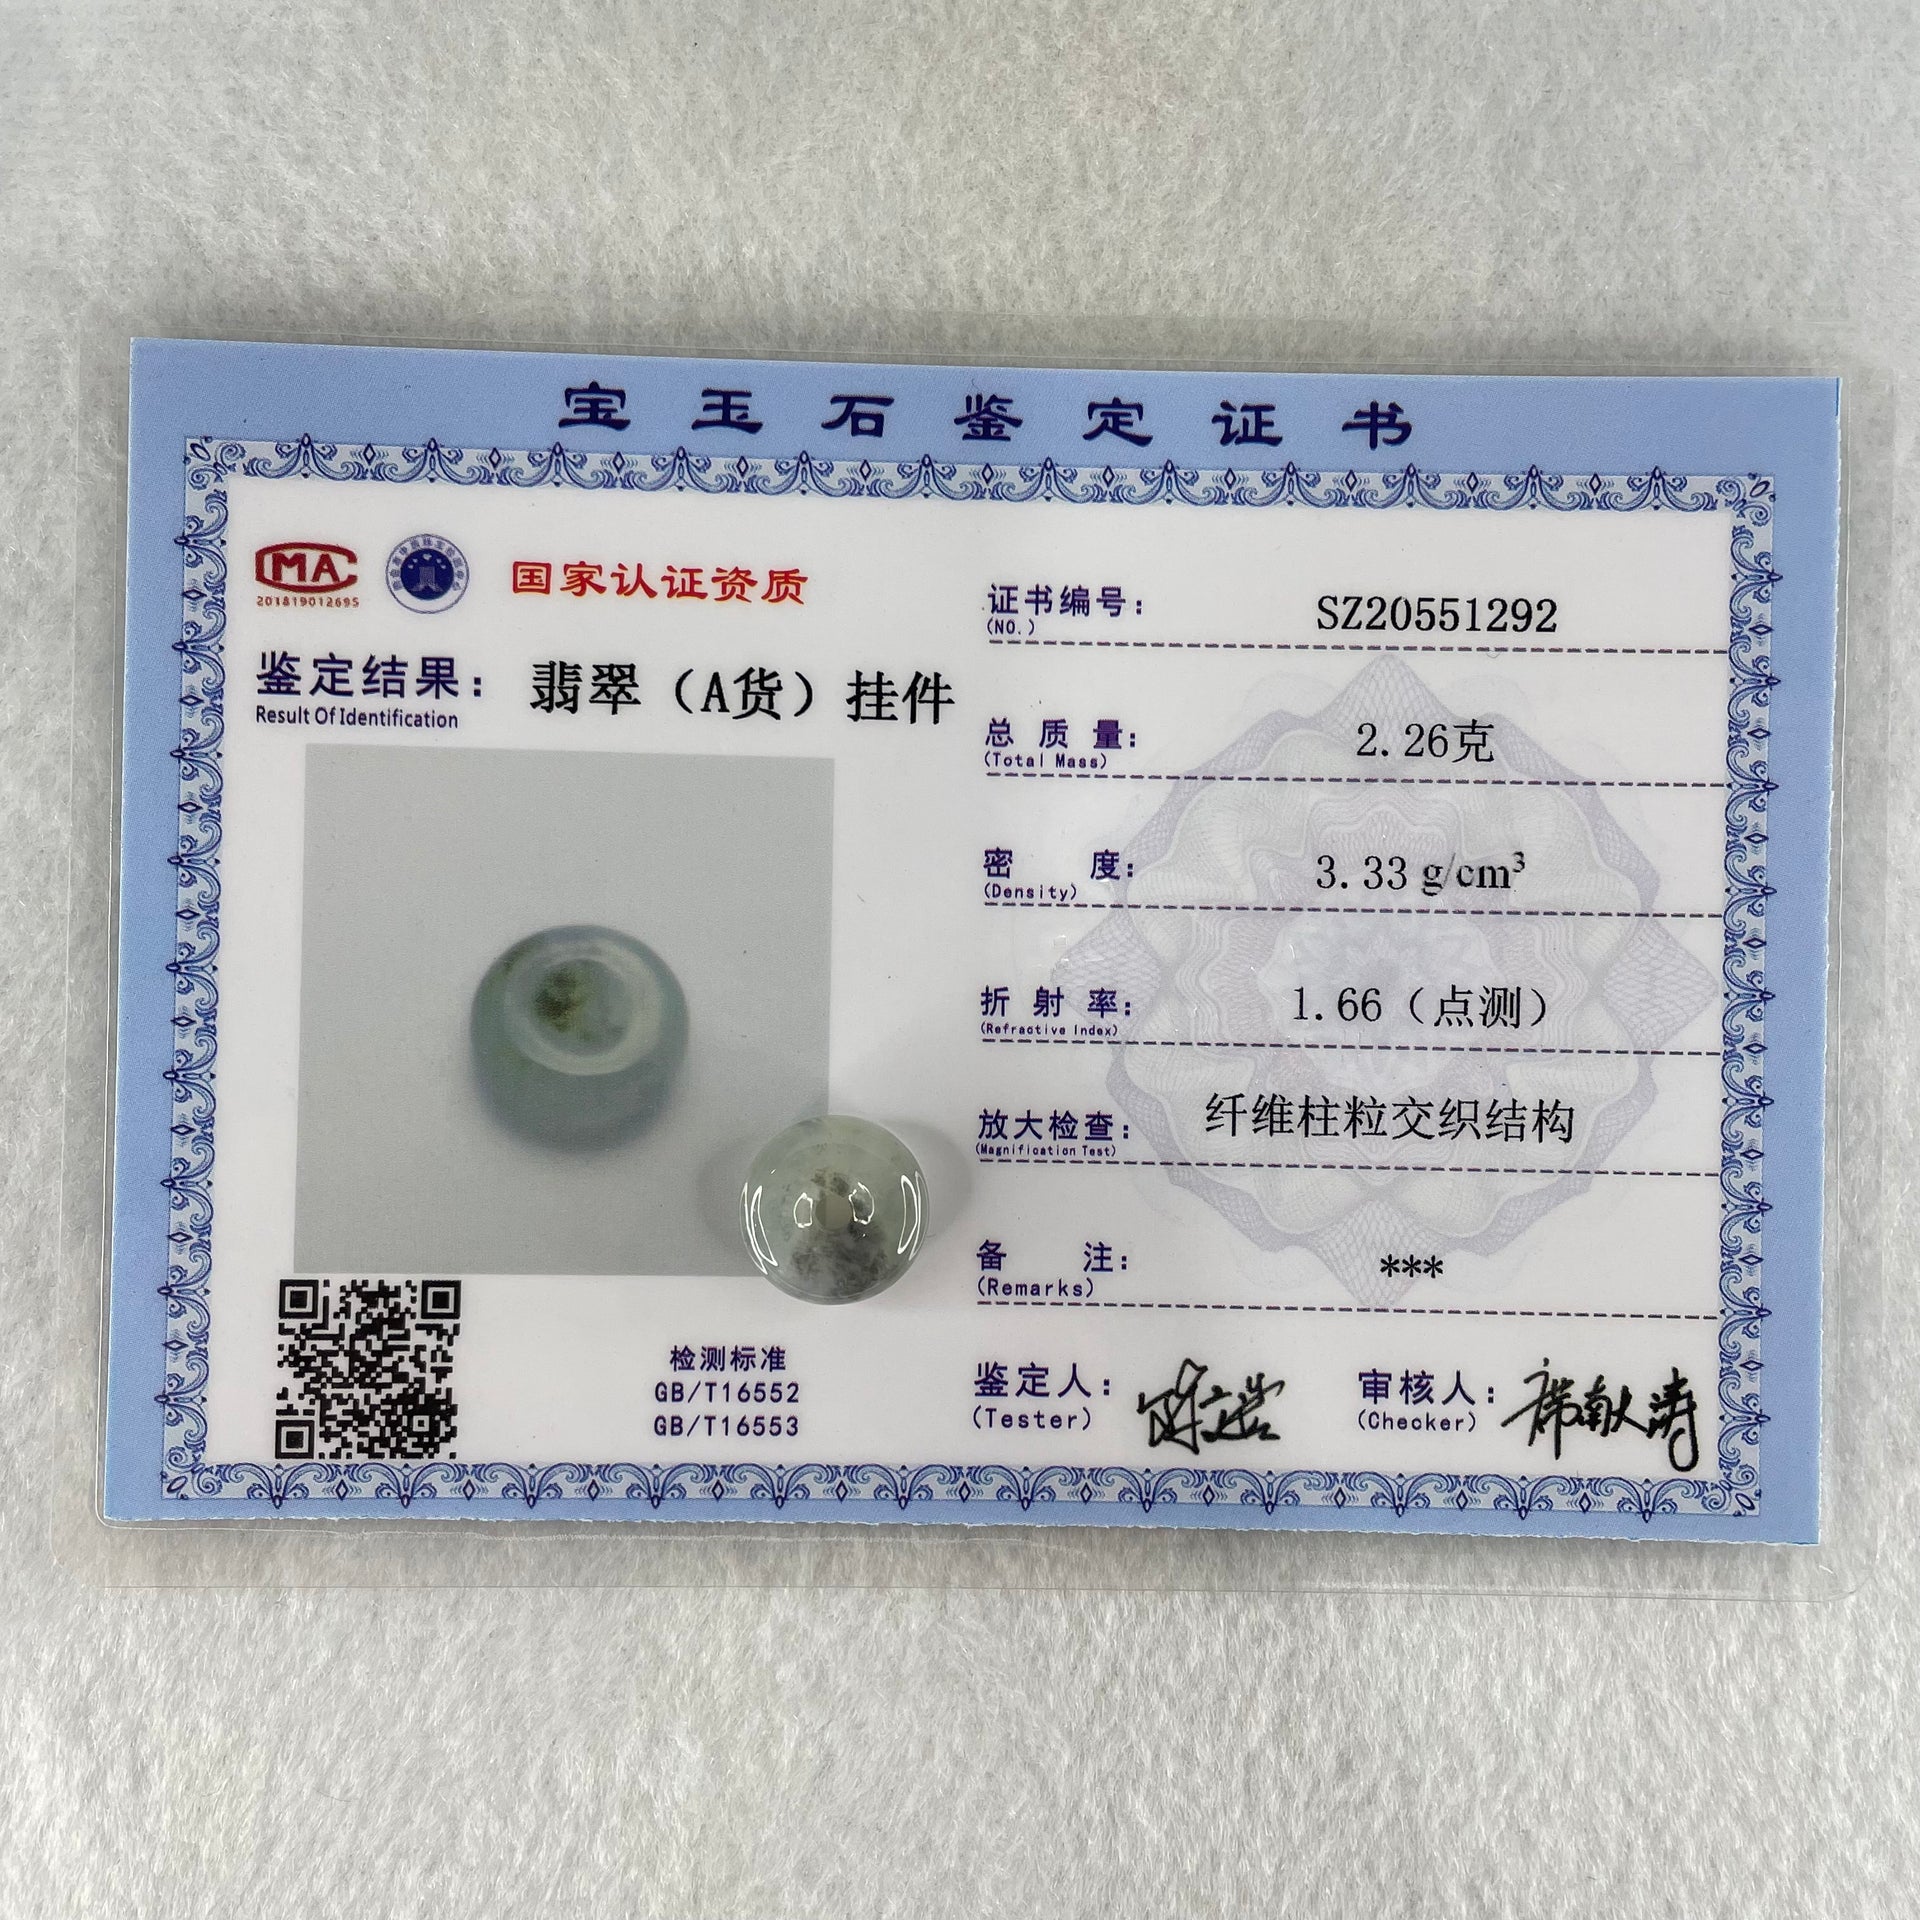 宝玉石鉴定证书
CMA
201819012695
国家认证资质
鉴定结果：翡翠（A货）挂件
Result Of Identification
证书编号： SZ20551292
(NO.)
总质量： 2.26克
(Total Mass)
密度： 3.33 g/cm³
(Density)
折射率： 1.66（点测）
(Refractive Index)
放大检查： 纤维柱粒交织结构
(Magnification Test)
备注： ***
(Remarks)
检测标准
GB/T16552
GB/T16553
鉴定人：
(Tester)
审核人：
(Checker)